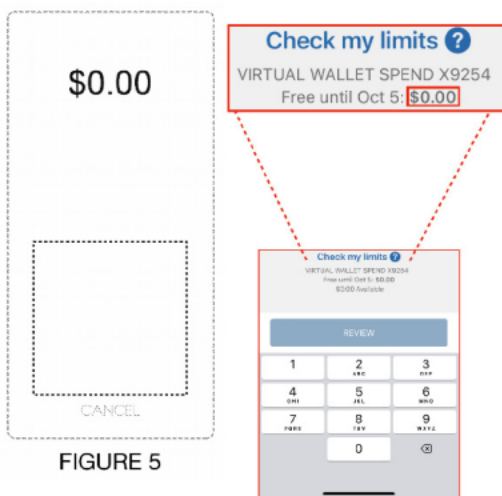 $0.00
CANCEL
FIGURE 5
Check my limits ?
VIRTUAL WALLET SPEND X9254
Free until Oct 5: $0.00
Check my limits ?
VIRTUAL WALLET SPEND X9254
Free until Oct 5: $0.00
$0.00 Available
REVIEW
1
2
ABC
3
DEF
4
GHI
5
JKL
6
MNO
7
PQRS
8
TUV
9
WXYZ
0